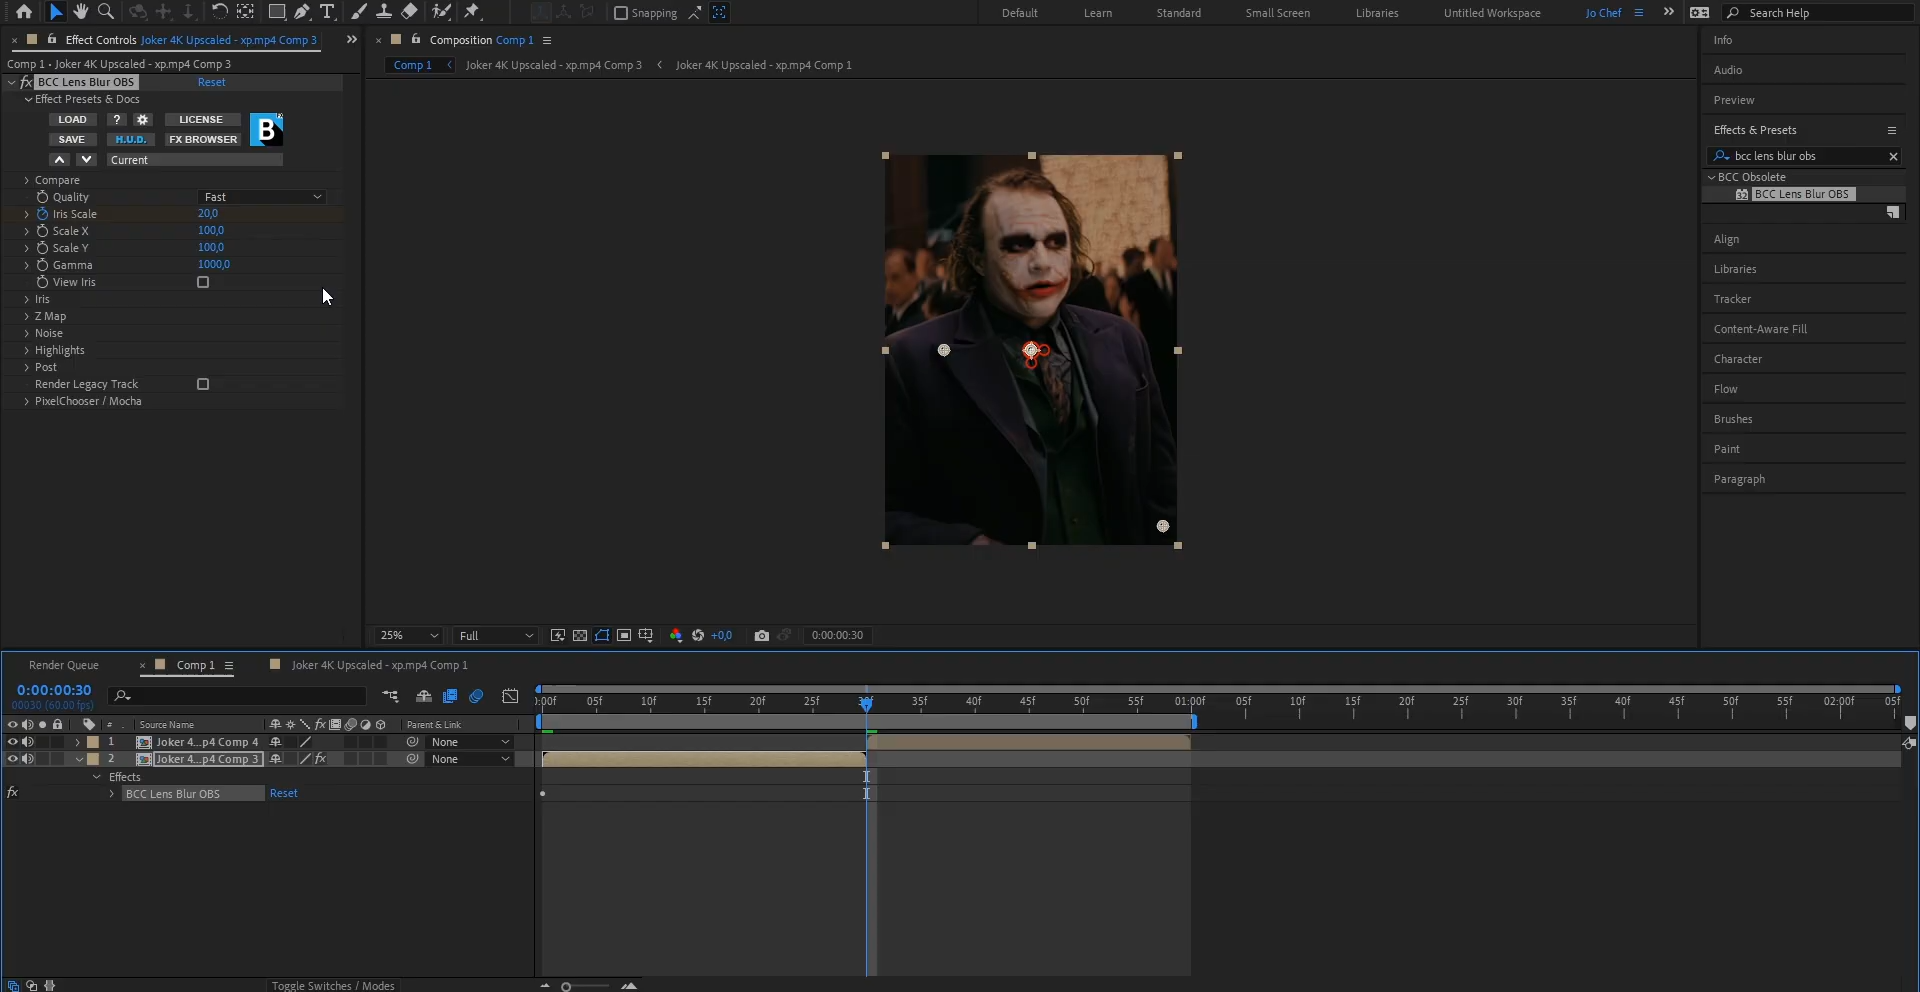 Snapping
Default
Learn
Standard
Small Screen
Libraries
Untitled Workspace
Jo Chef
Search Help
Effect Controls Joker 4K Upscaled - xp.mp4 Comp 3
Comp 1 • Joker 4K Upscaled - xp.mp4 Comp 3
fx BCC Lens Blur OBS Reset
Effect Presets & Docs
LOAD ? LICENSE
SAVE H.U.D. FX BROWSER
B
Current
Compare
Quality Fast
Iris Scale 20,0
Scale X 100,0
Scale Y 100,0
Gamma 1000,0
View Iris
Iris
Z Map
Noise
Highlights
Post
Render Legacy Track
PixelChooser / Mocha
Composition Comp 1
Comp 1 Joker 4K Upscaled - xp.mp4 Comp 3 Joker 4K Upscaled - xp.mp4 Comp 1
25% Full +0,0 0:00:00:30
Info
Audio
Preview
Effects & Presets
bcc lens blur obs
BCC Obsolete
32 BCC Lens Blur OBS
Align
Libraries
Tracker
Content-Aware Fill
Character
Flow
Brushes
Paint
Paragraph
Render Queue Comp 1 Joker 4K Upscaled - xp.mp4 Comp 1
0:00:00:30
00030 (60.00 fps)
:00f 05f 10f 15f 20f 25f 35f 40f 45f 50f 55f 01:00f 05f 10f 15f 20f 25f 30f 35f 40f 45f 50f 55f 02:00f 05f
# Source Name fx Parent & Link
1 Joker 4...p4 Comp 4 None
2 Joker 4...p4 Comp 3 fx None
Effects
fx BCC Lens Blur OBS Reset
Toggle Switches / Modes